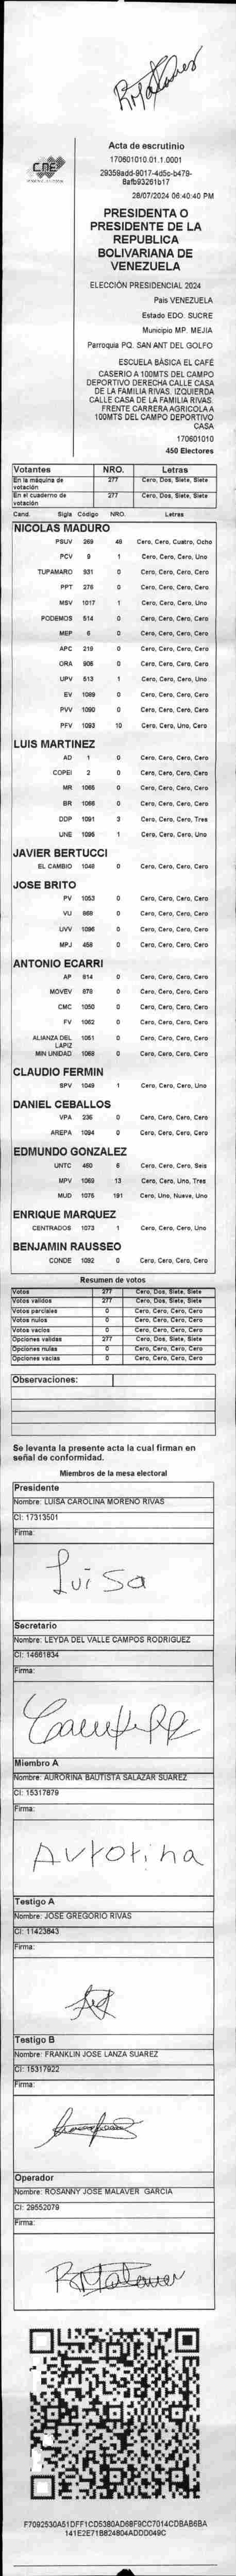 RMalaver
Acta de escrutinio
170601010.01.1.0001
29359add-9017-4d5c-b479-
8afb93261b17
28/07/2024 06:40:40 PM
CNE
PRESIDENTA O
PRESIDENTE DE LA
REPUBLICA
BOLIVARIANA DE
VENEZUELA
ELECCIÓN PRESIDENCIAL 2024
Pais VENEZUELA
Estado EDO. SUCRE
Municipio MP. MEJIA
Parroquia PQ. SAN ANT DEL GOLFO
ESCUELA BÁSICA EL CAFÉ
CASERIO A 100MTS DEL CAMPO
DEPORTIVO DERECHA CALLE CASA
DE LA FAMILIA RIVAS. IZQUIERDA
CALLE CASA DE LA FAMILIA RIVAS.
FRENTE CARRERA AGRICOLA A
100MTS DEL CAMPO DEPORTIVO
CASA
170601010
450 Electores
Votantes NRO. Letras
En la máquina de votación 277 Cero, Dos, Siete, Siete
En el cuaderno de votación 277 Cero, Dos, Siete, Siete
Cand. Sigla Código NRO. Letras
NICOLAS MADURO
PSUV 269 48 Cero, Cero, Cuatro, Ocho
PCV 9 1 Cero, Cero, Cero, Uno
TUPAMARO 931 0 Cero, Cero, Cero, Cero
PPT 276 0 Cero, Cero, Cero, Cero
MSV 1017 1 Cero, Cero, Cero, Uno
PODEMOS 514 0 Cero, Cero, Cero, Cero
MEP 6 0 Cero, Cero, Cero, Cero
APC 219 0 Cero, Cero, Cero, Cero
ORA 906 0 Cero, Cero, Cero, Cero
UPV 513 1 Cero, Cero, Cero, Uno
EV 1089 0 Cero, Cero, Cero, Cero
PVV 1090 0 Cero, Cero, Cero, Cero
PFV 1093 10 Cero, Cero, Uno, Cero
LUIS MARTINEZ
AD 1 0 Cero, Cero, Cero, Cero
COPEI 2 0 Cero, Cero, Cero, Cero
MR 1065 0 Cero, Cero, Cero, Cero
BR 1066 0 Cero, Cero, Cero, Cero
DDP 1091 3 Cero, Cero, Cero, Tres
UNE 1095 1 Cero, Cero, Cero, Uno
JAVIER BERTUCCI
EL CAMBIO 1048 0 Cero, Cero, Cero, Cero
JOSE BRITO
PV 1053 0 Cero, Cero, Cero, Cero
VU 868 0 Cero, Cero, Cero, Cero
UVV 1096 0 Cero, Cero, Cero, Cero
MPJ 458 0 Cero, Cero, Cero, Cero
ANTONIO ECARRI
AP 814 0 Cero, Cero, Cero, Cero
MOVEV 878 0 Cero, Cero, Cero, Cero
CMC 1050 0 Cero, Cero, Cero, Cero
FV 1062 0 Cero, Cero, Cero, Cero
ALIANZA DEL LAPIZ 1061 0 Cero, Cero, Cero, Cero
MIN UNIDAD 1068 0 Cero, Cero, Cero, Cero
CLAUDIO FERMIN
SPV 1049 1 Cero, Cero, Cero, Uno
DANIEL CEBALLOS
VPA 236 0 Cero, Cero, Cero, Cero
AREPA 1094 0 Cero, Cero, Cero, Cero
EDMUNDO GONZALEZ
UNTC 460 6 Cero, Cero, Cero, Seis
MPV 1069 13 Cero, Cero, Uno, Tres
MUD 1075 191 Cero, Uno, Nueve, Uno
ENRIQUE MARQUEZ
CENTRADOS 1073 1 Cero, Cero, Cero, Uno
BENJAMIN RAUSSEO
CONDE 1092 0 Cero, Cero, Cero, Cero
Resumen de votos
Votos 277 Cero, Dos, Siete, Siete
Votos validos 277 Cero, Dos, Siete, Siete
Votos parciales 0 Cero, Cero, Cero, Cero
Votos nulos 0 Cero, Cero, Cero, Cero
Votos vacios 0 Cero, Cero, Cero, Cero
Opciones validas 277 Cero, Dos, Siete, Siete
Opciones nulas 0 Cero, Cero, Cero, Cero
Opciones vacias 0 Cero, Cero, Cero, Cero
Observaciones:
Se levanta la presente acta la cual firman en
señal de conformidad.
Miembros de la mesa electoral
Presidente
Nombre: LUISA CAROLINA MORENO RIVAS
CI: 17313501
Firma:
Luisa
Secretario
Nombre: LEYDA DEL VALLE CAMPOS RODRIGUEZ
CI: 14661834
Firma:
Miembro A
Nombre: AURORINA BAUTISTA SALAZAR SUAREZ
CI: 15317879
Firma:
Aurorina
Testigo A
Nombre: JOSE GREGORIO RIVAS
CI: 11423843
Firma:
Testigo B
Nombre: FRANKLIN JOSE LANZA SUAREZ
CI: 15317922
Firma:
Operador
Nombre: ROSANNY JOSE MALAVER GARCIA
CI: 29552079
Firma:
RMalaver
F7092530A51DFF1CD5380AD68F9CC7014CDBAB6BA
141E2E71B824804ADDD049C